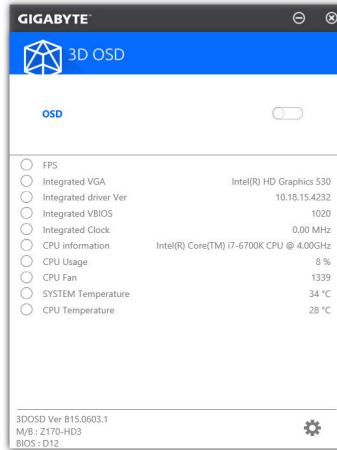 GIGABYTE™
3D OSD
OSD
FPS
Integrated VGA Intel(R) HD Graphics 530
Integrated driver Ver 10.18.15.4232
Integrated VBIOS 1020
Integrated Clock 0.00 MHz
CPU information Intel(R) Core(TM) i7-6700K CPU @ 4.00GHz
CPU Usage 8 %
CPU Fan 1339
SYSTEM Temperature 34 °C
CPU Temperature 28 °C
3DOSD Ver B15.0603.1
M/B : Z170-HD3
BIOS : D12